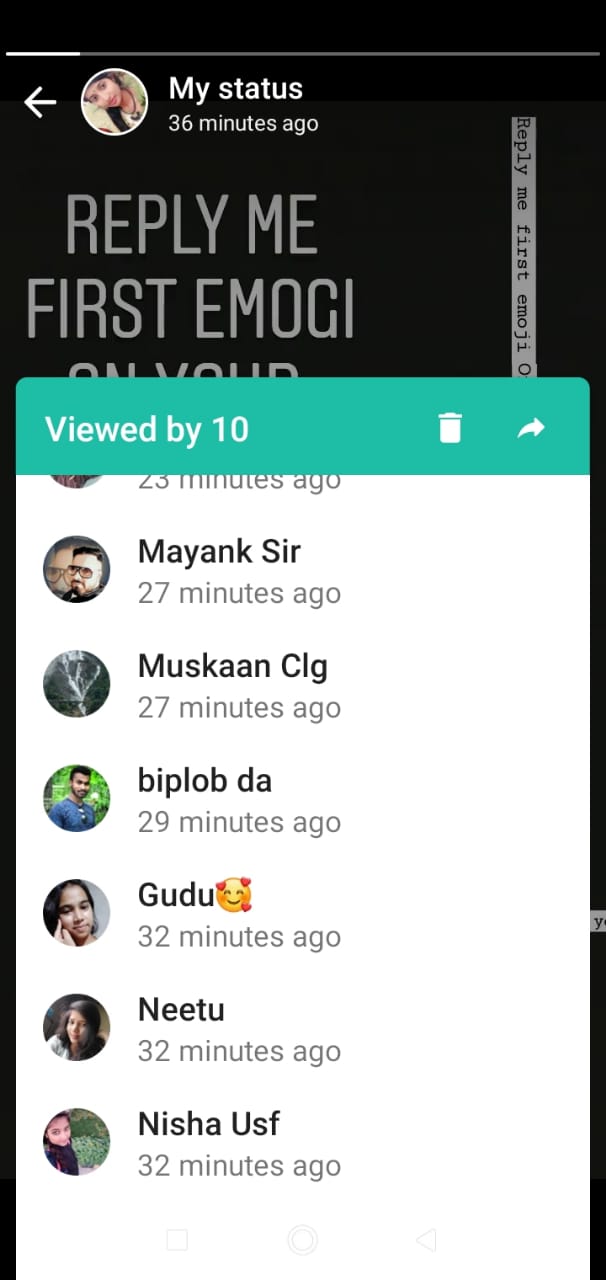 My status
36 minutes ago
REPLY ME
FIRST EMOGI
ON YOUR
Reply me first emoji O
Viewed by 10
23 minutes ago
Mayank Sir
27 minutes ago
Muskaan Clg
27 minutes ago
biplob da
29 minutes ago
Gudu🥰
32 minutes ago
Neetu
32 minutes ago
Nisha Usf
32 minutes ago